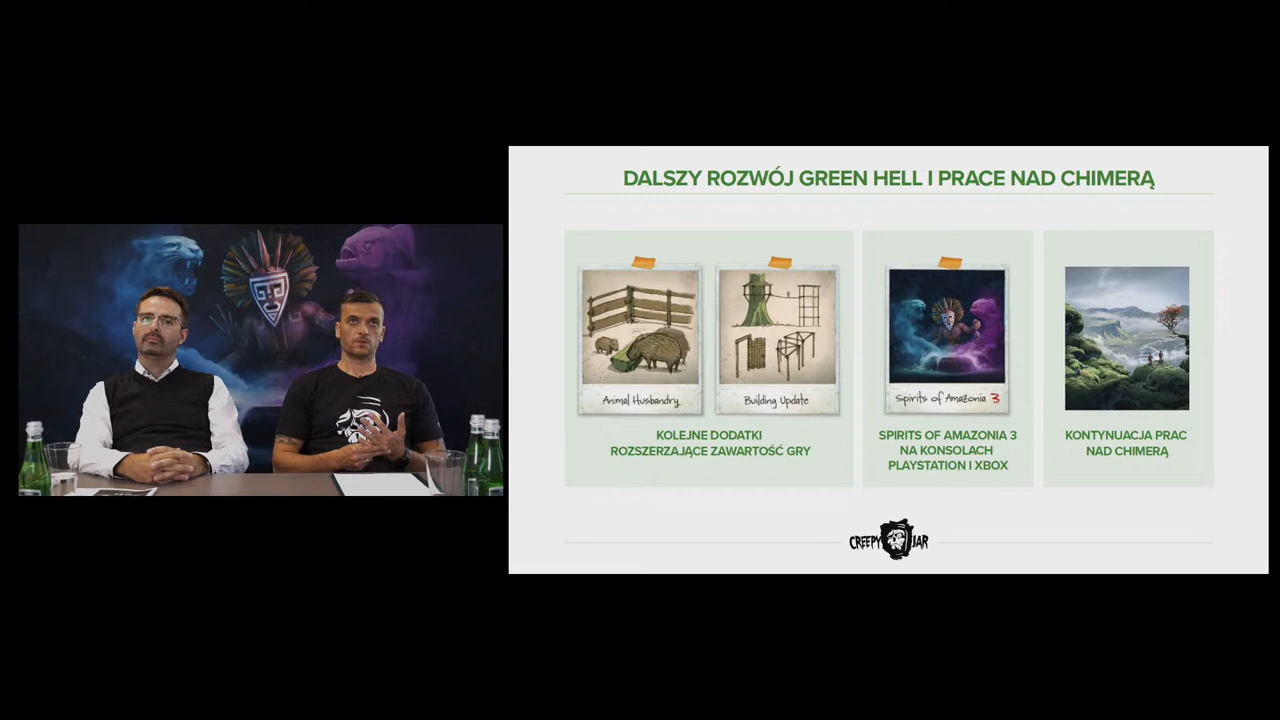 DALSZY ROZWÓJ GREEN HELL I PRACE NAD CHIMERĄ
Animal Husbandry
Building Update
KOLEJNE DODATKI
ROZSZERZAJĄCE ZAWARTOŚĆ GRY
Spirits of Amazonia 3
SPIRITS OF AMAZONIA 3
NA KONSOLACH
PLAYSTATION I XBOX
KONTYNUACJA PRAC
NAD CHIMERĄ
CREEPY JAR